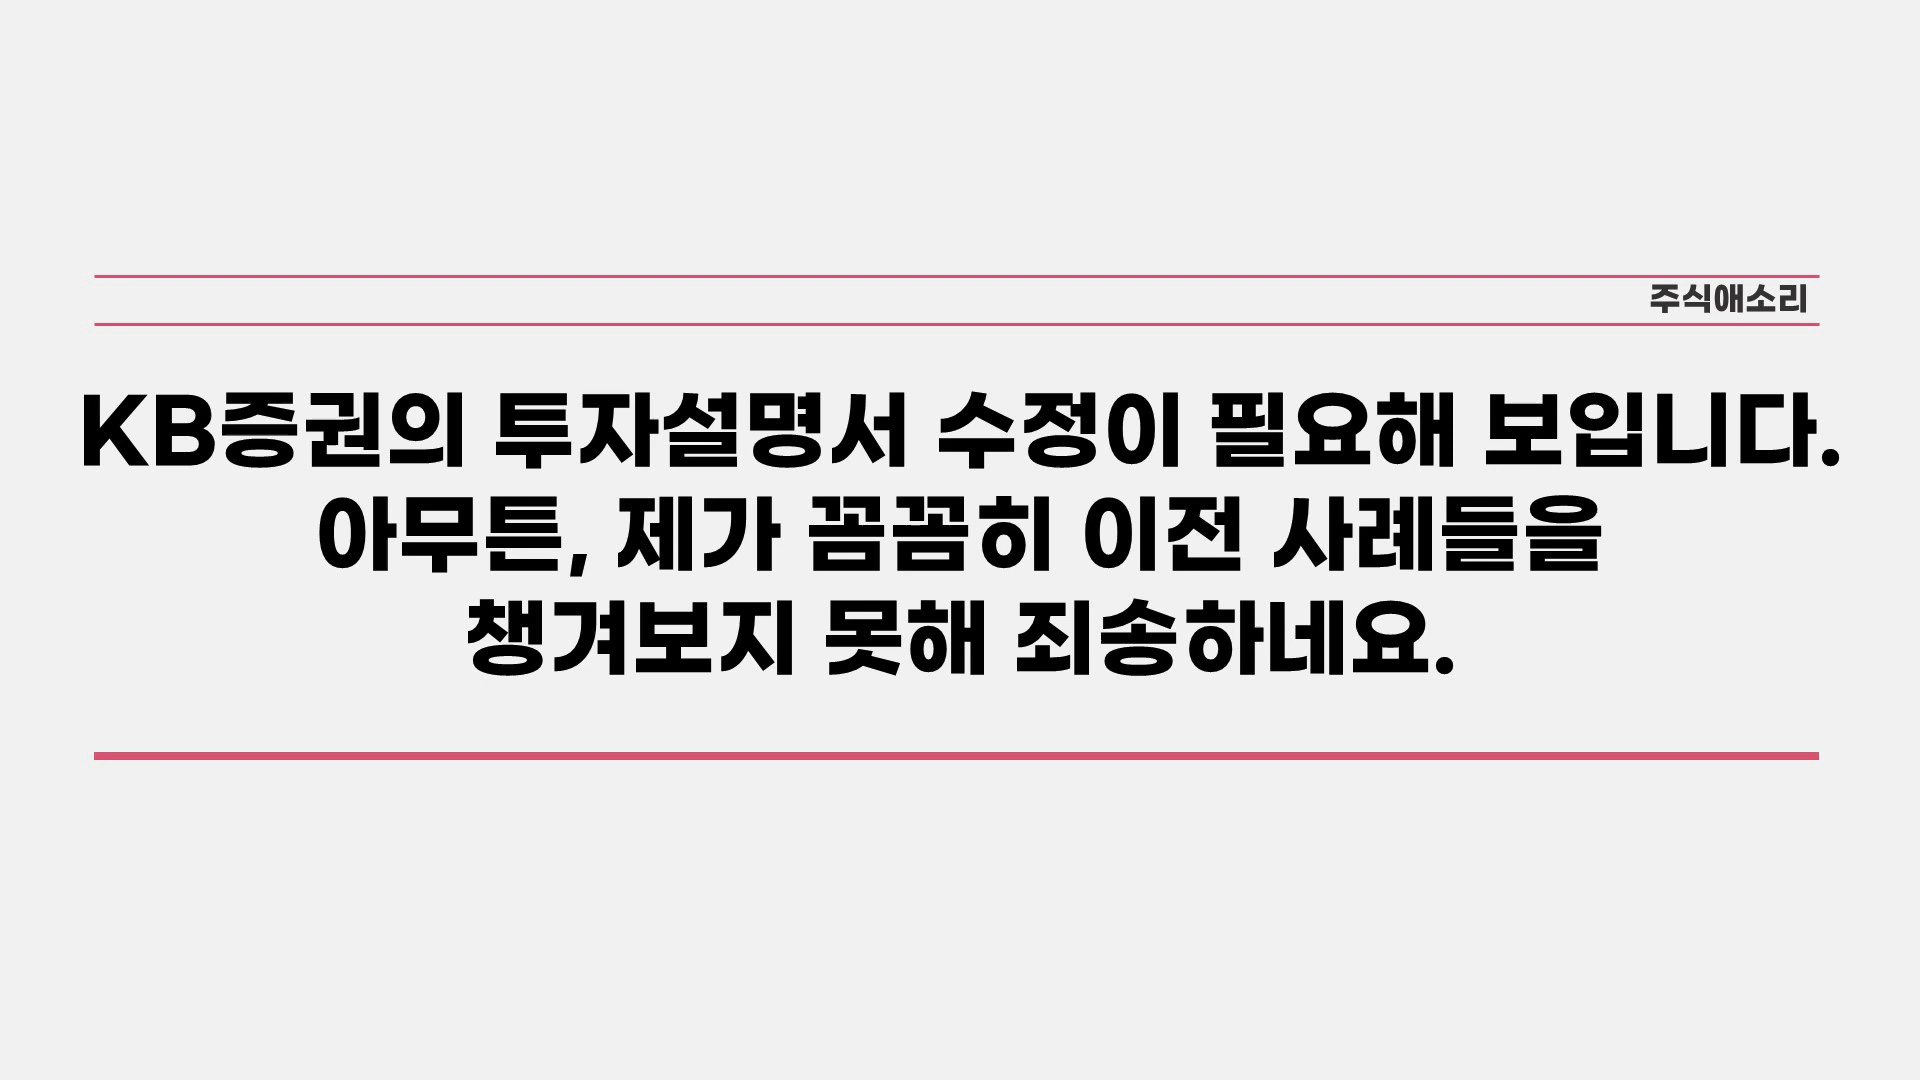 주식애소리
KB증권의 투자설명서 수정이 필요해 보입니다.
아무튼, 제가 꼼꼼히 이전 사례들을
챙겨보지 못해 죄송하네요.